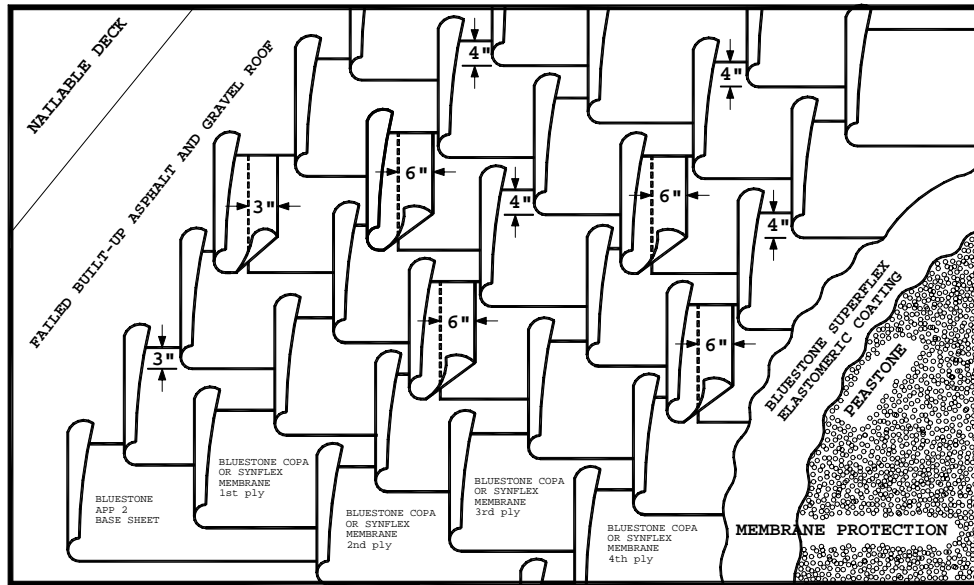 NAILABLE DECK
FAILED BUILT-UP ASPHALT AND GRAVEL ROOF
4"
4"
6"
6"
3"
4"
4"
6"
6"
3"
BLUESTONE SUPERFLEX
ELASTOMERIC COATING
PEASTONE
BLUESTONE
APP 2
BASE SHEET
BLUESTONE COPA
OR SYNFLEX
MEMBRANE
1st ply
BLUESTONE COPA
OR SYNFLEX
MEMBRANE
2nd ply
BLUESTONE COPA
OR SYNFLEX
MEMBRANE
3rd ply
BLUESTONE COPA
OR SYNFLEX
MEMBRANE
4th ply
MEMBRANE PROTECTION